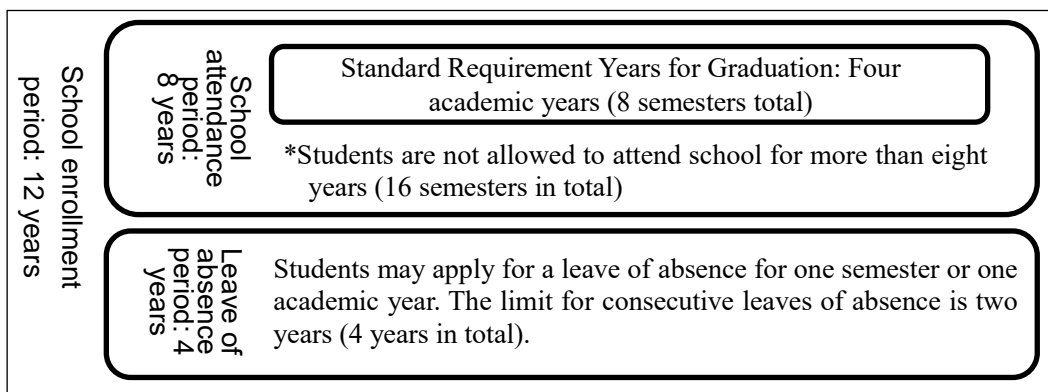 School enrollment
period: 12 years
School
attendance
period:
8 years
Standard Requirement Years for Graduation: Four
academic years (8 semesters total)
*Students are not allowed to attend school for more than eight
years (16 semesters in total)
Leave of
absence
period: 4
years
Students may apply for a leave of absence for one semester or one
academic year. The limit for consecutive leaves of absence is two
years (4 years in total).